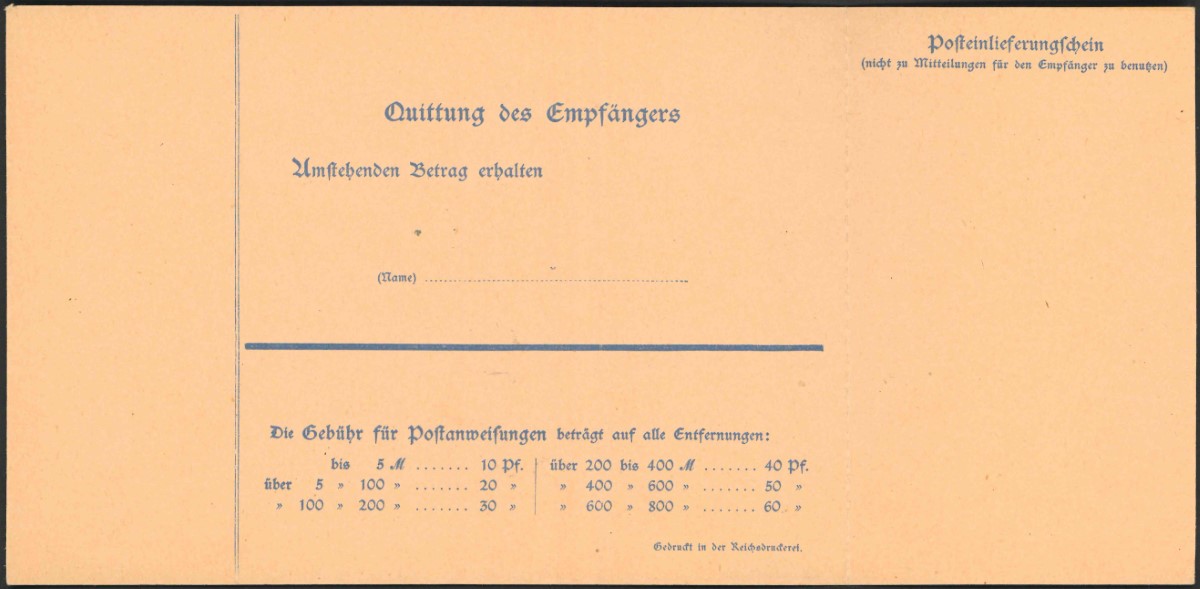 Posteinlieferungschein
(nicht zu Mitteilungen für den Empfänger zu benutzen)
Quittung des Empfängers
Umstehenden Betrag erhalten
(Name) ..............................
Die Gebühr für Postanweisungen beträgt auf alle Entfernungen:
bis 5 M ....... 10 Pf. | über 200 bis 400 M ....... 40 Pf.
über 5 » 100 » ....... 20 » | » 400 » 600 » ....... 50 »
» 100 » 200 » ....... 30 » | » 600 » 800 » ....... 60 »
Gedruckt in der Reichsdruckerei.